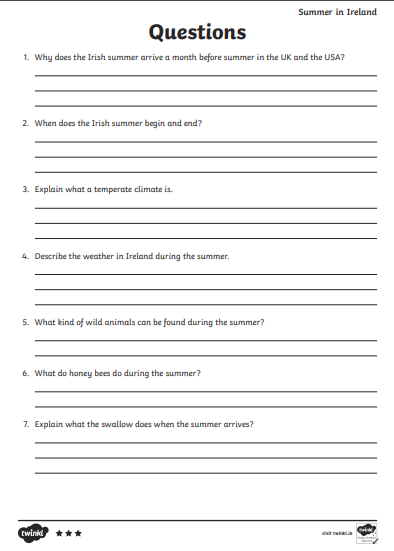 Summer in Ireland
Questions
1. Why does the Irish summer arrive a month before summer in the UK and the USA?
2. When does the Irish summer begin and end?
3. Explain what a temperate climate is.
4. Describe the weather in Ireland during the summer.
5. What kind of wild animals can be found during the summer?
6. What do honey bees do during the summer?
7. Explain what the swallow does when the summer arrives?
twinkl
visit twinkl.ie
twinkl